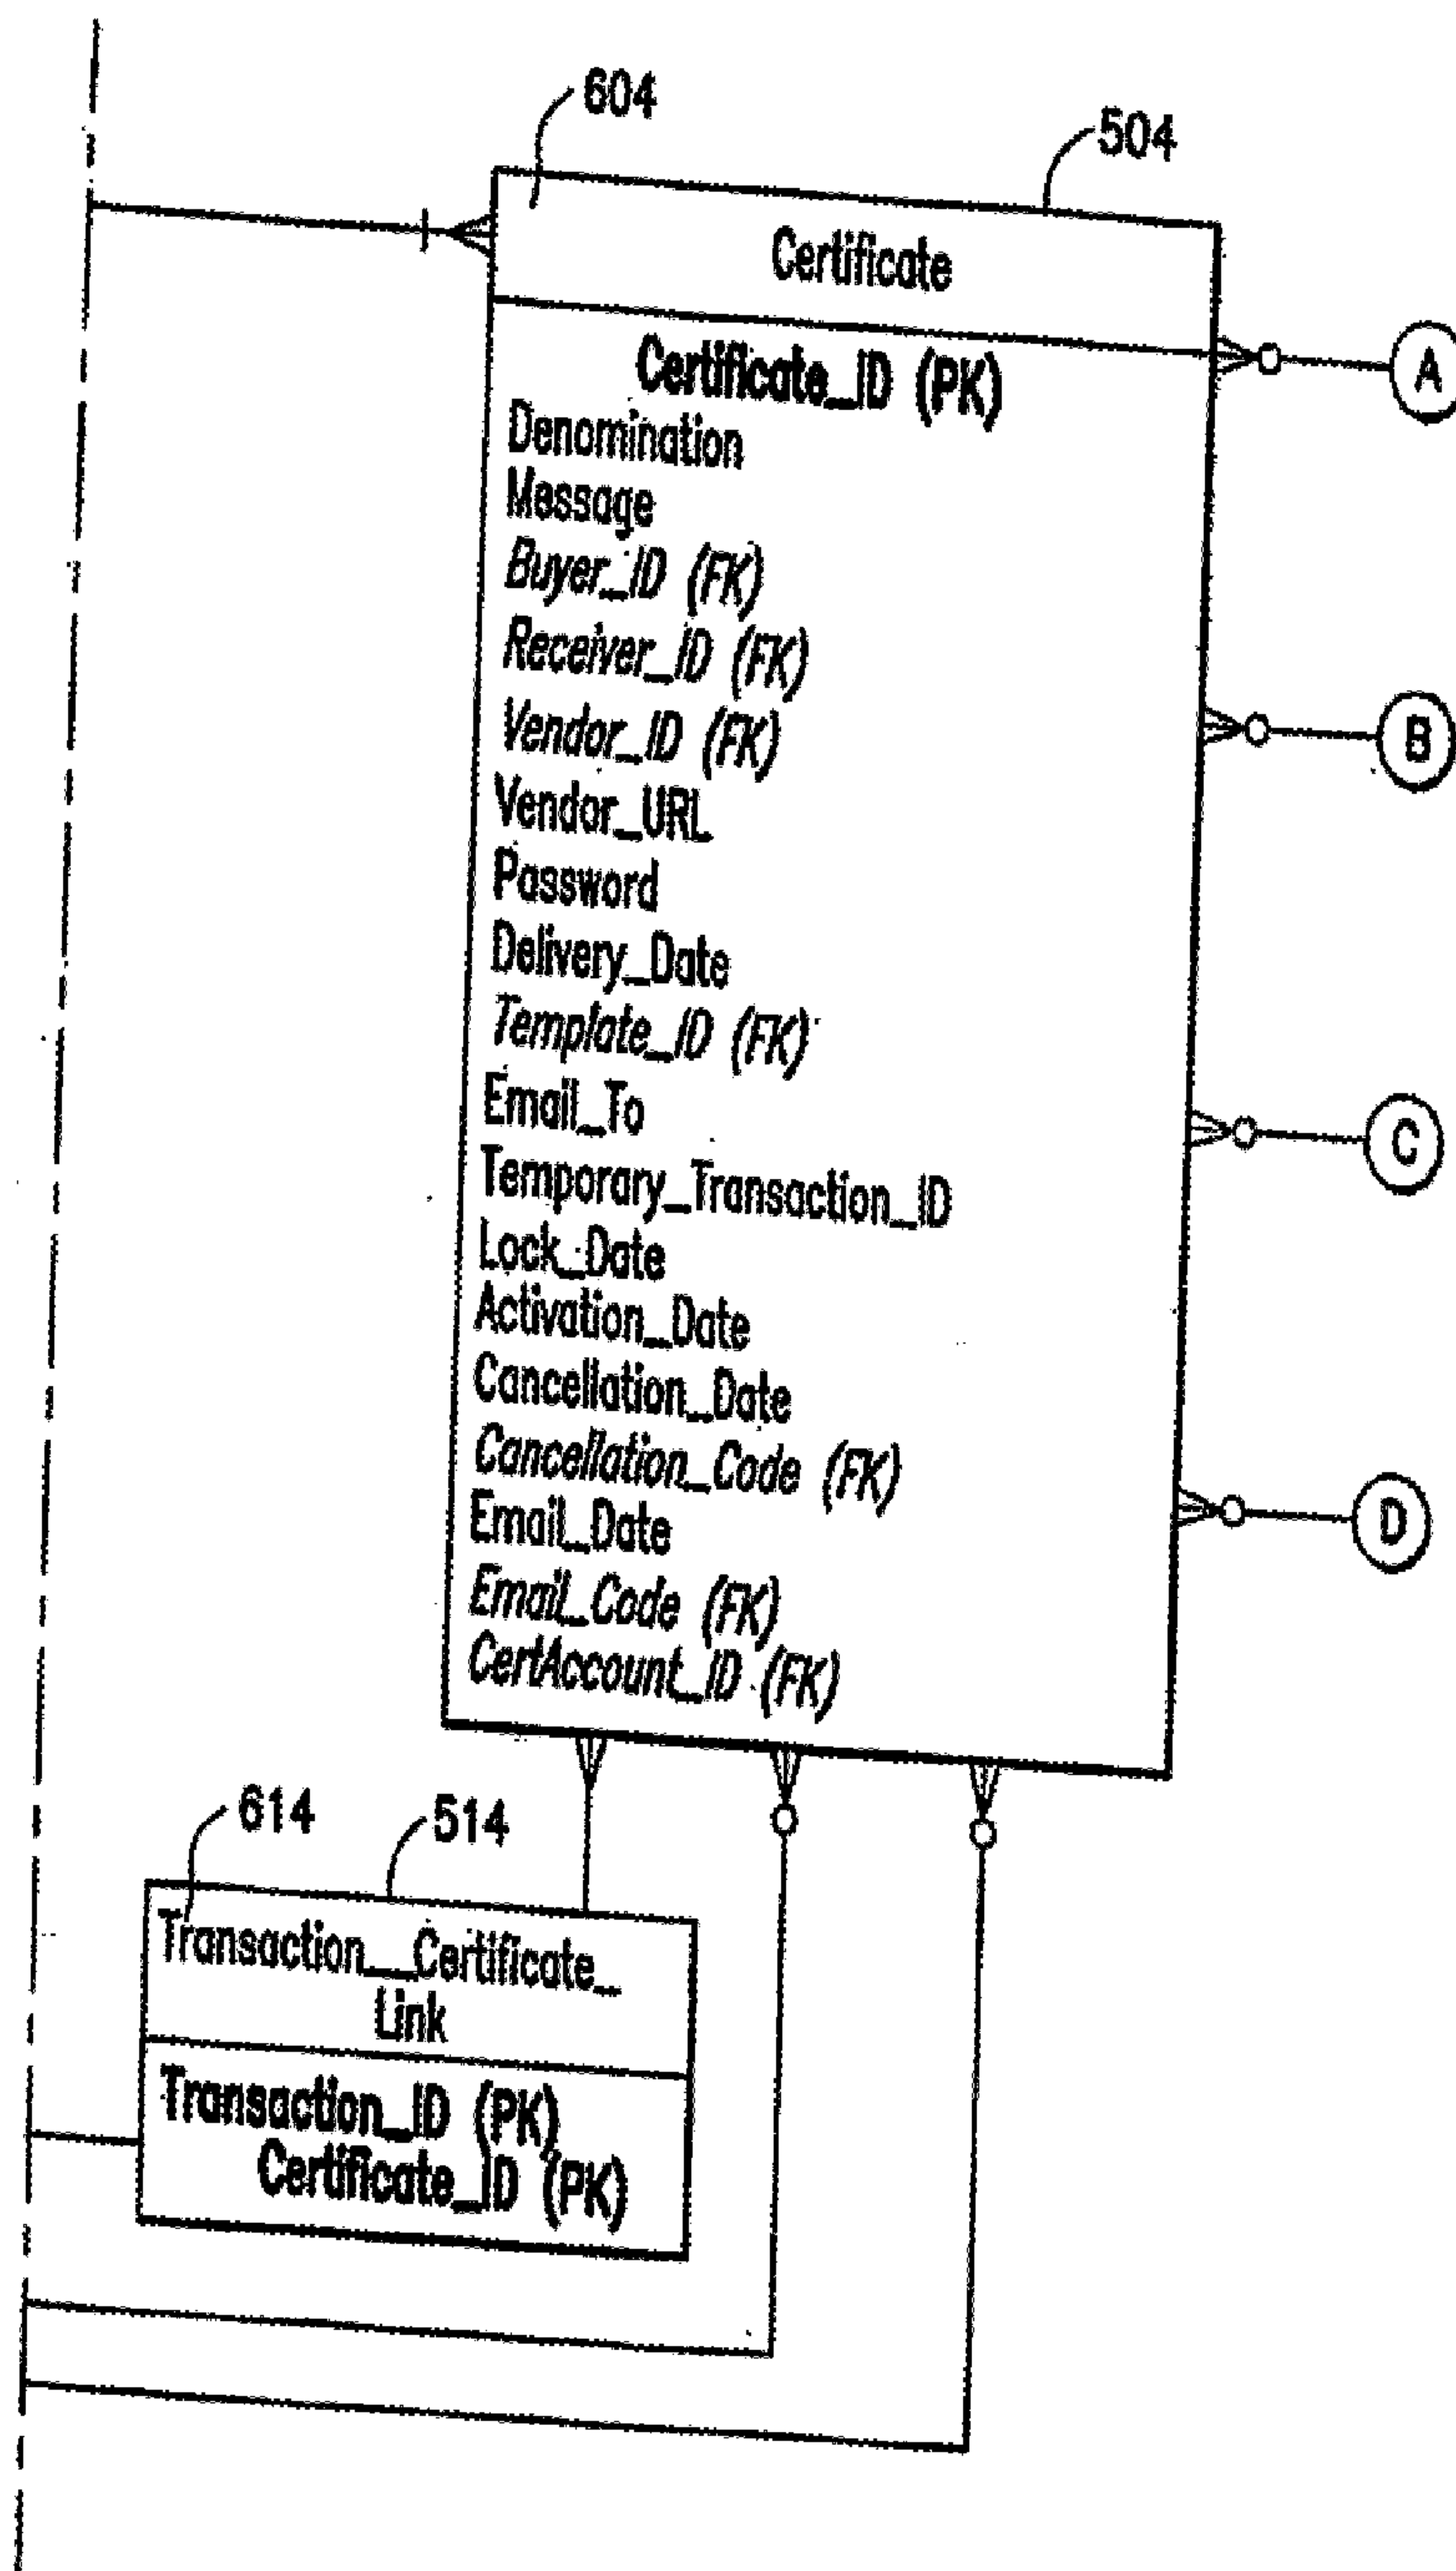 604
504
Certificate
Certificate_ID (PK)
A
Denomination
Message
Buyer_ID (FK)
Receiver_ID (FK)
Vendor_ID (FK)
B
Vendor_URL
Password
Delivery_Date
Template_ID (FK)
Email_To
C
Temporary_Transaction_ID
Lock_Date
Activation_Date
Cancellation_Date
Cancellation_Code (FK)
D
Email_Date
Email_Code (FK)
CertAccount_ID (FK)
614
514
Transaction__Certificate_
Link
Transaction_ID (PK)
Certificate_ID (PK)